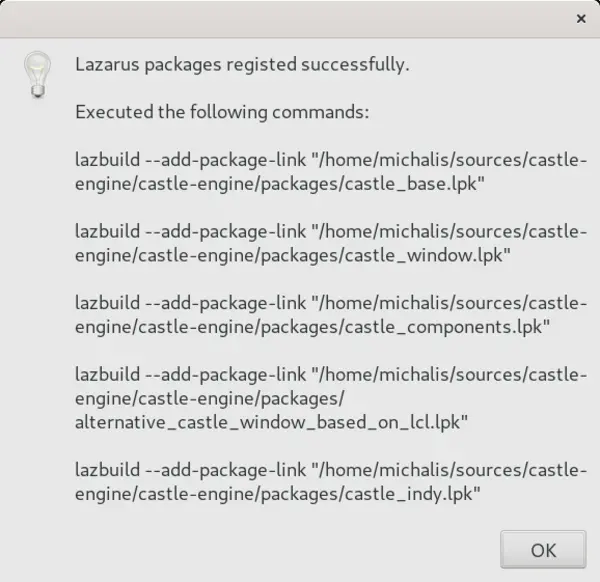 Lazarus packages registed successfully.
Executed the following commands:
lazbuild --add-package-link "/home/michalis/sources/castle-
engine/castle-engine/packages/castle_base.lpk"
lazbuild --add-package-link "/home/michalis/sources/castle-
engine/castle-engine/packages/castle_window.lpk"
lazbuild --add-package-link "/home/michalis/sources/castle-
engine/castle-engine/packages/castle_components.lpk"
lazbuild --add-package-link "/home/michalis/sources/castle-
engine/castle-engine/packages/
alternative_castle_window_based_on_lcl.lpk"
lazbuild --add-package-link "/home/michalis/sources/castle-
engine/castle-engine/packages/castle_indy.lpk"
OK